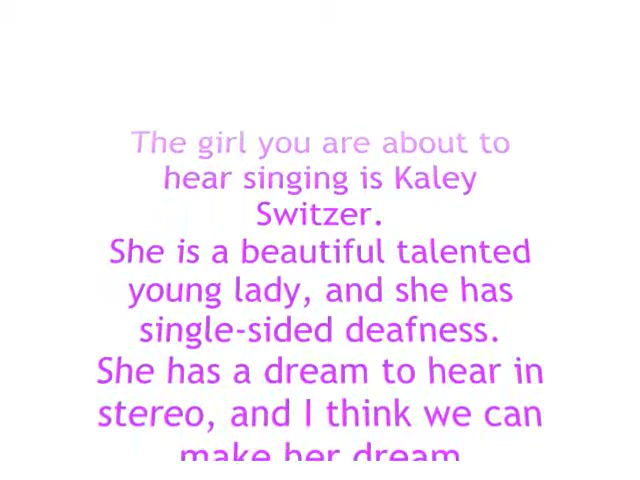 The girl you are about to
hear singing is Kaley
Switzer.
She is a beautiful talented
young lady, and she has
single-sided deafness.
She has a dream to hear in
stereo, and I think we can
make her dream